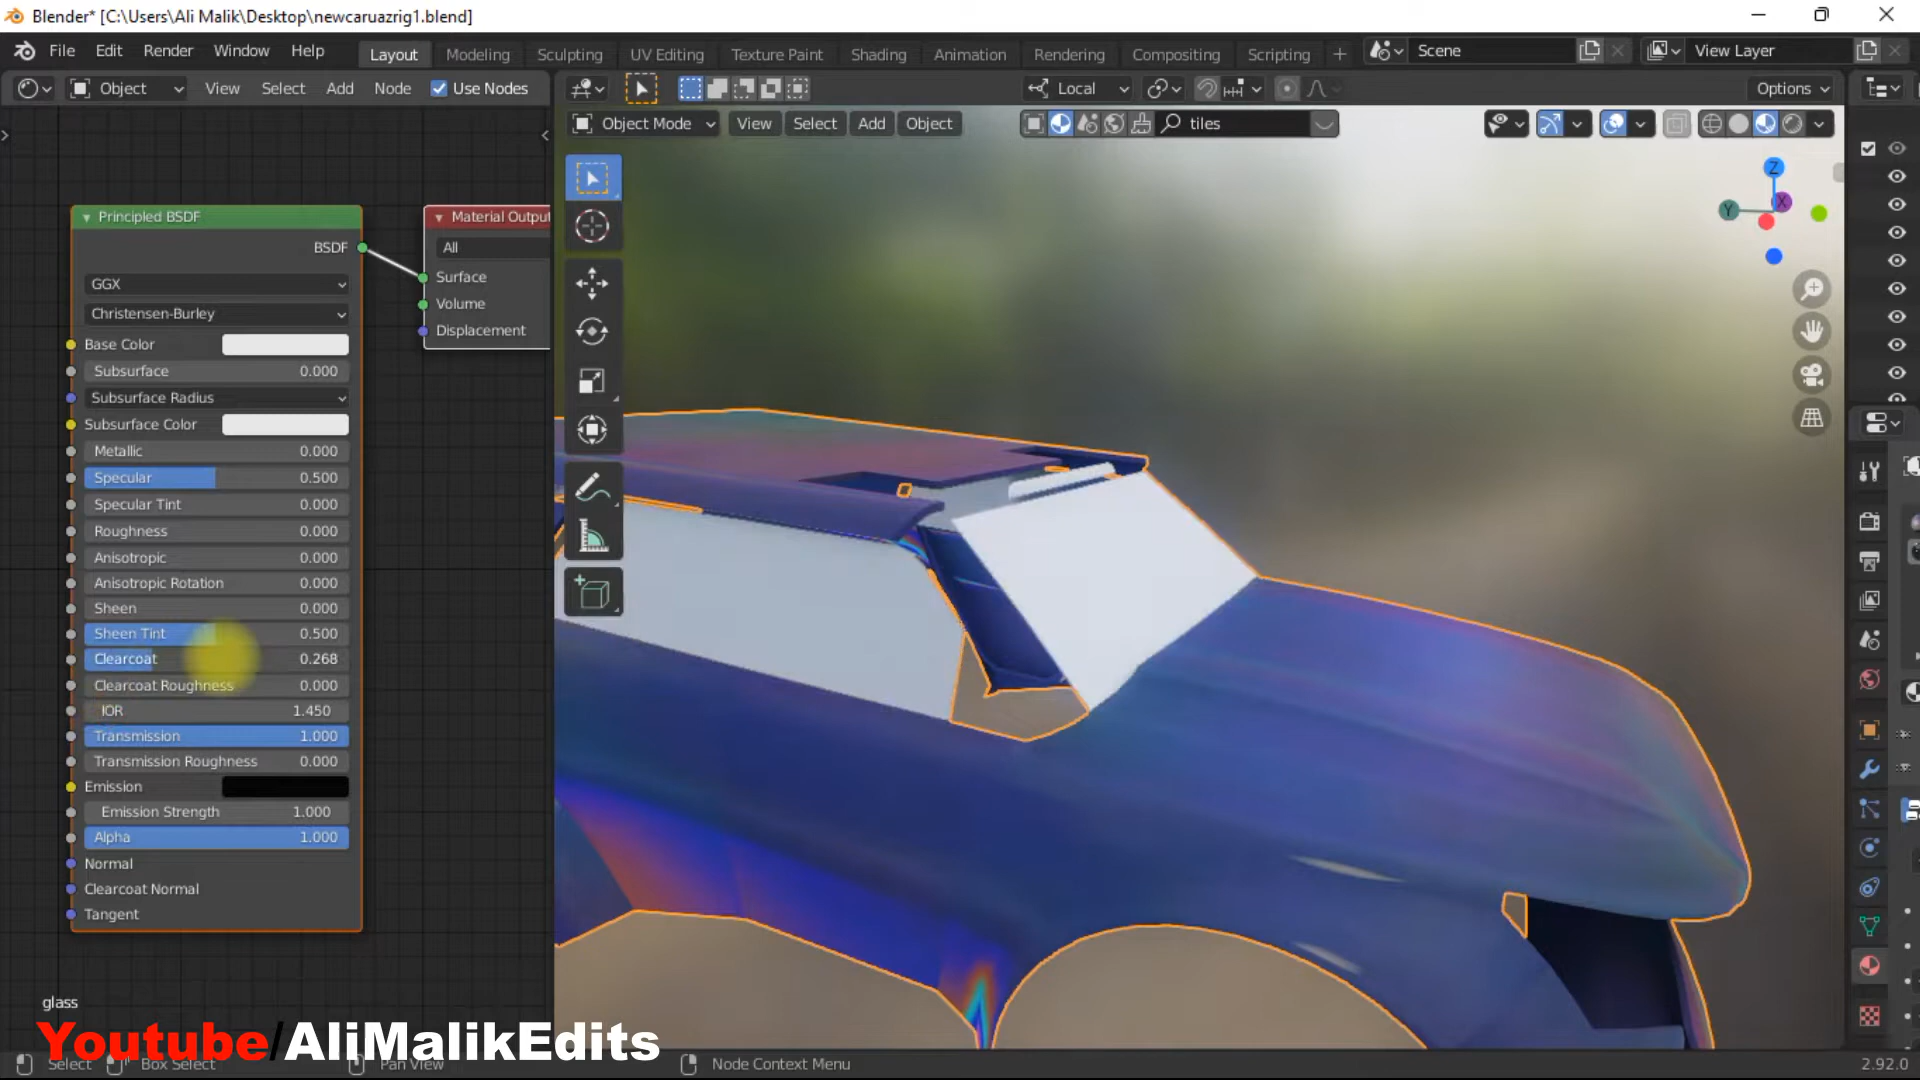 Blender* [C:\Users\Ali Malik\Desktop\newcaruazrig1.blend]
File Edit Render Window Help Layout Modeling Sculpting UV Editing Texture Paint Shading Animation Rendering Compositing Scripting + Scene View Layer
Object View Select Add Node Use Nodes Local Options
Object Mode View Select Add Object tiles
Z
X
Y
Principled BSDF
BSDF
GGX
Christensen-Burley
Base Color
Subsurface 0.000
Subsurface Radius
Subsurface Color
Metallic 0.000
Specular 0.500
Specular Tint 0.000
Roughness 0.000
Anisotropic 0.000
Anisotropic Rotation 0.000
Sheen 0.000
Sheen Tint 0.500
Clearcoat 0.268
Clearcoat Roughness 0.000
IOR 1.450
Transmission 1.000
Transmission Roughness 0.000
Emission
Emission Strength 1.000
Alpha 1.000
Normal
Clearcoat Normal
Tangent
Material Output
All
Surface
Volume
Displacement
glass
Youtube/AliMalikEdits
Select Box Select Pan View Node Context Menu 2.92.0